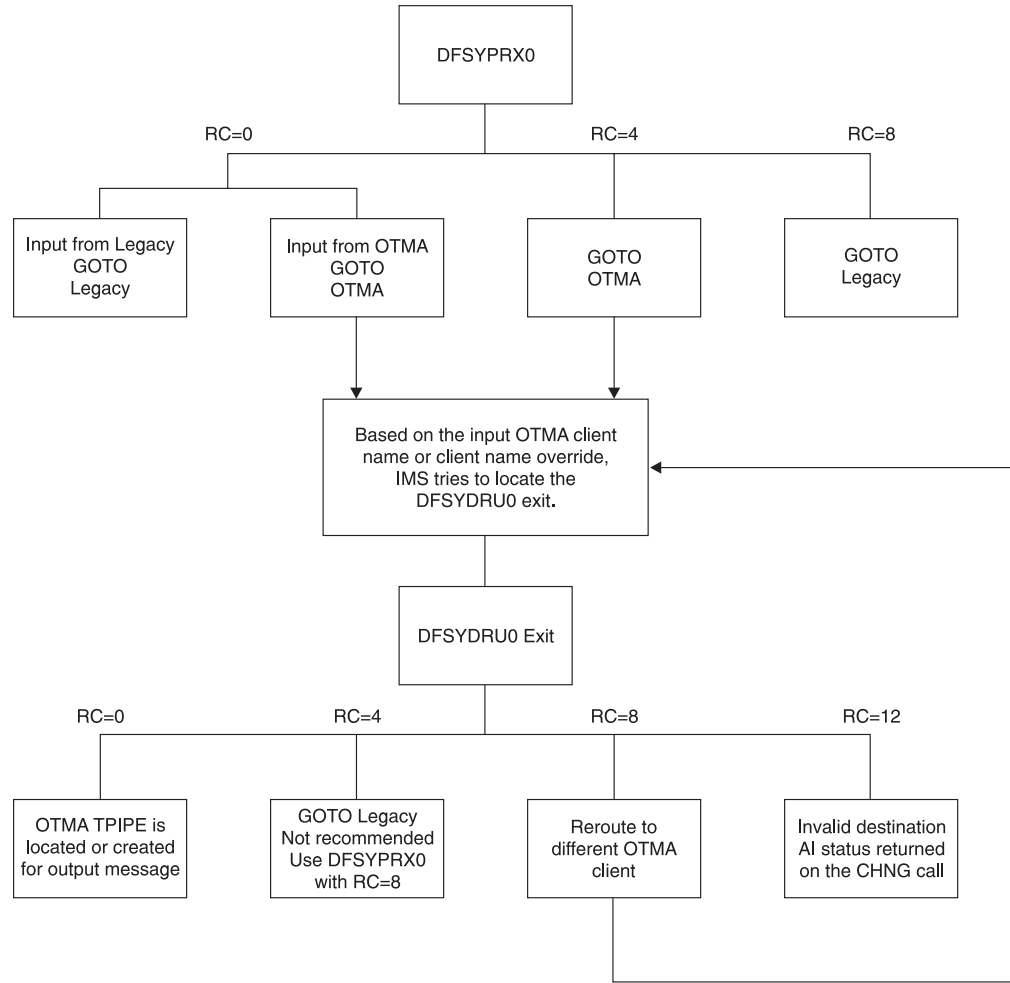 DFSYPRX0
RC=0
RC=4
RC=8
Input from Legacy
GOTO
Legacy
Input from OTMA
GOTO
OTMA
GOTO
OTMA
GOTO
Legacy
Based on the input OTMA client
name or client name override,
IMS tries to locate the
DFSYDRU0 exit.
DFSYDRU0 Exit
RC=0
RC=4
RC=8
RC=12
OTMA TPIPE is
located or created
for output message
GOTO Legacy
Not recommended
Use DFSYPRX0
with RC=8
Reroute to
different OTMA
client
Invalid destination
AI status returned
on the CHNG call